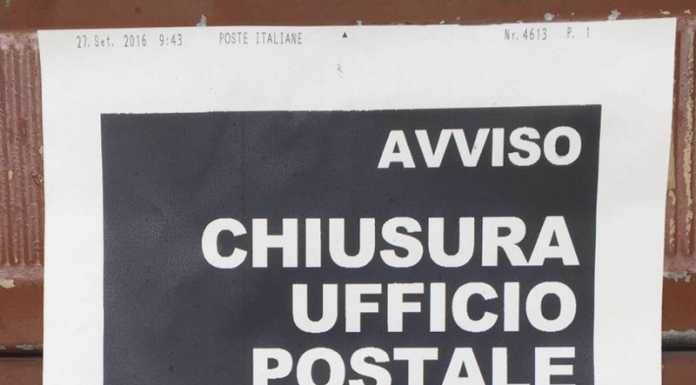 27. Set. 2016 9:43 POSTE ITALIANE Nr. 4613 P. 1
AVVISO
CHIUSURA
UFFICIO
POSTALE